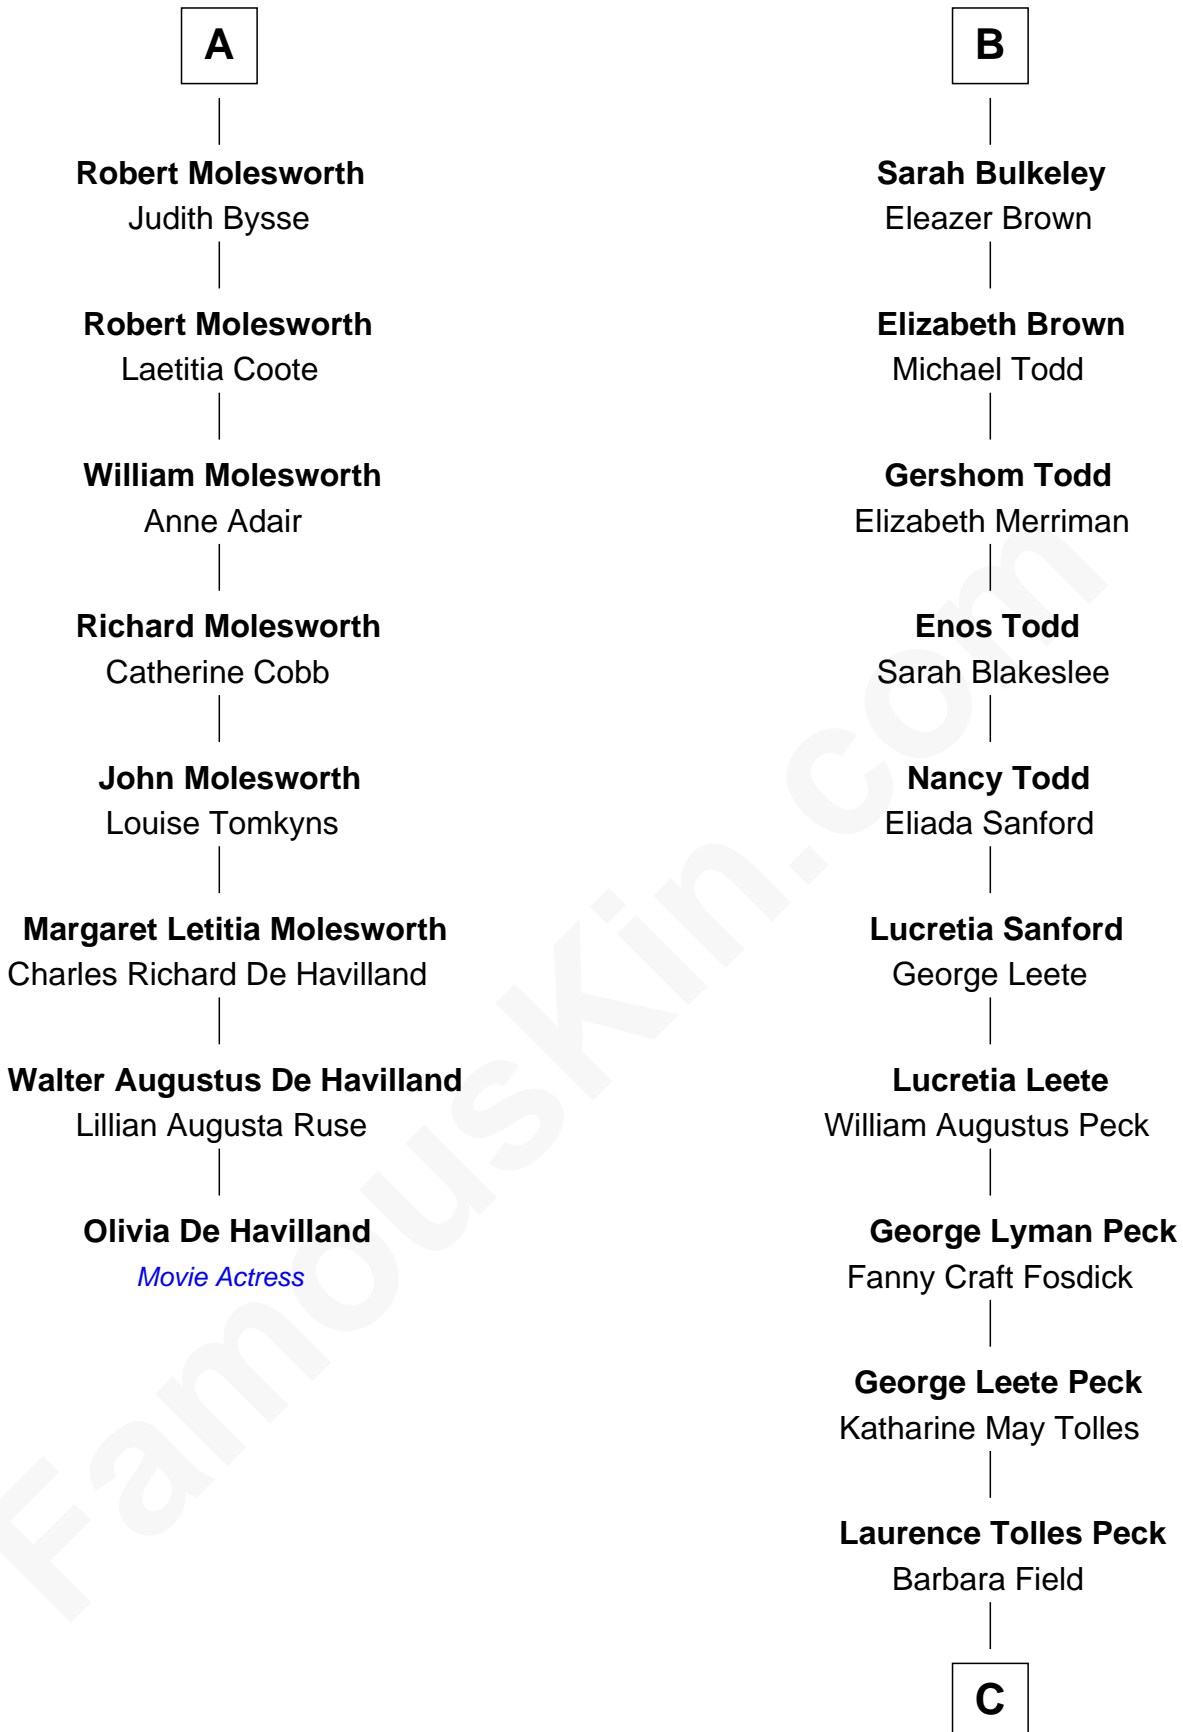 A
Robert Molesworth
Judith Bysse
Robert Molesworth
Laetitia Coote
William Molesworth
Anne Adair
Richard Molesworth
Catherine Cobb
John Molesworth
Louise Tomkyns
Margaret Letitia Molesworth
Charles Richard De Havilland
Walter Augustus De Havilland
Lillian Augusta Ruse
Olivia De Havilland
Movie Actress
B
Sarah Bulkeley
Eleazer Brown
Elizabeth Brown
Michael Todd
Gershom Todd
Elizabeth Merriman
Enos Todd
Sarah Blakeslee
Nancy Todd
Eliada Sanford
Lucretia Sanford
George Leete
Lucretia Leete
William Augustus Peck
George Lyman Peck
Fanny Craft Fosdick
George Leete Peck
Katharine May Tolles
Laurence Tolles Peck
Barbara Field
C
FamousKin.com